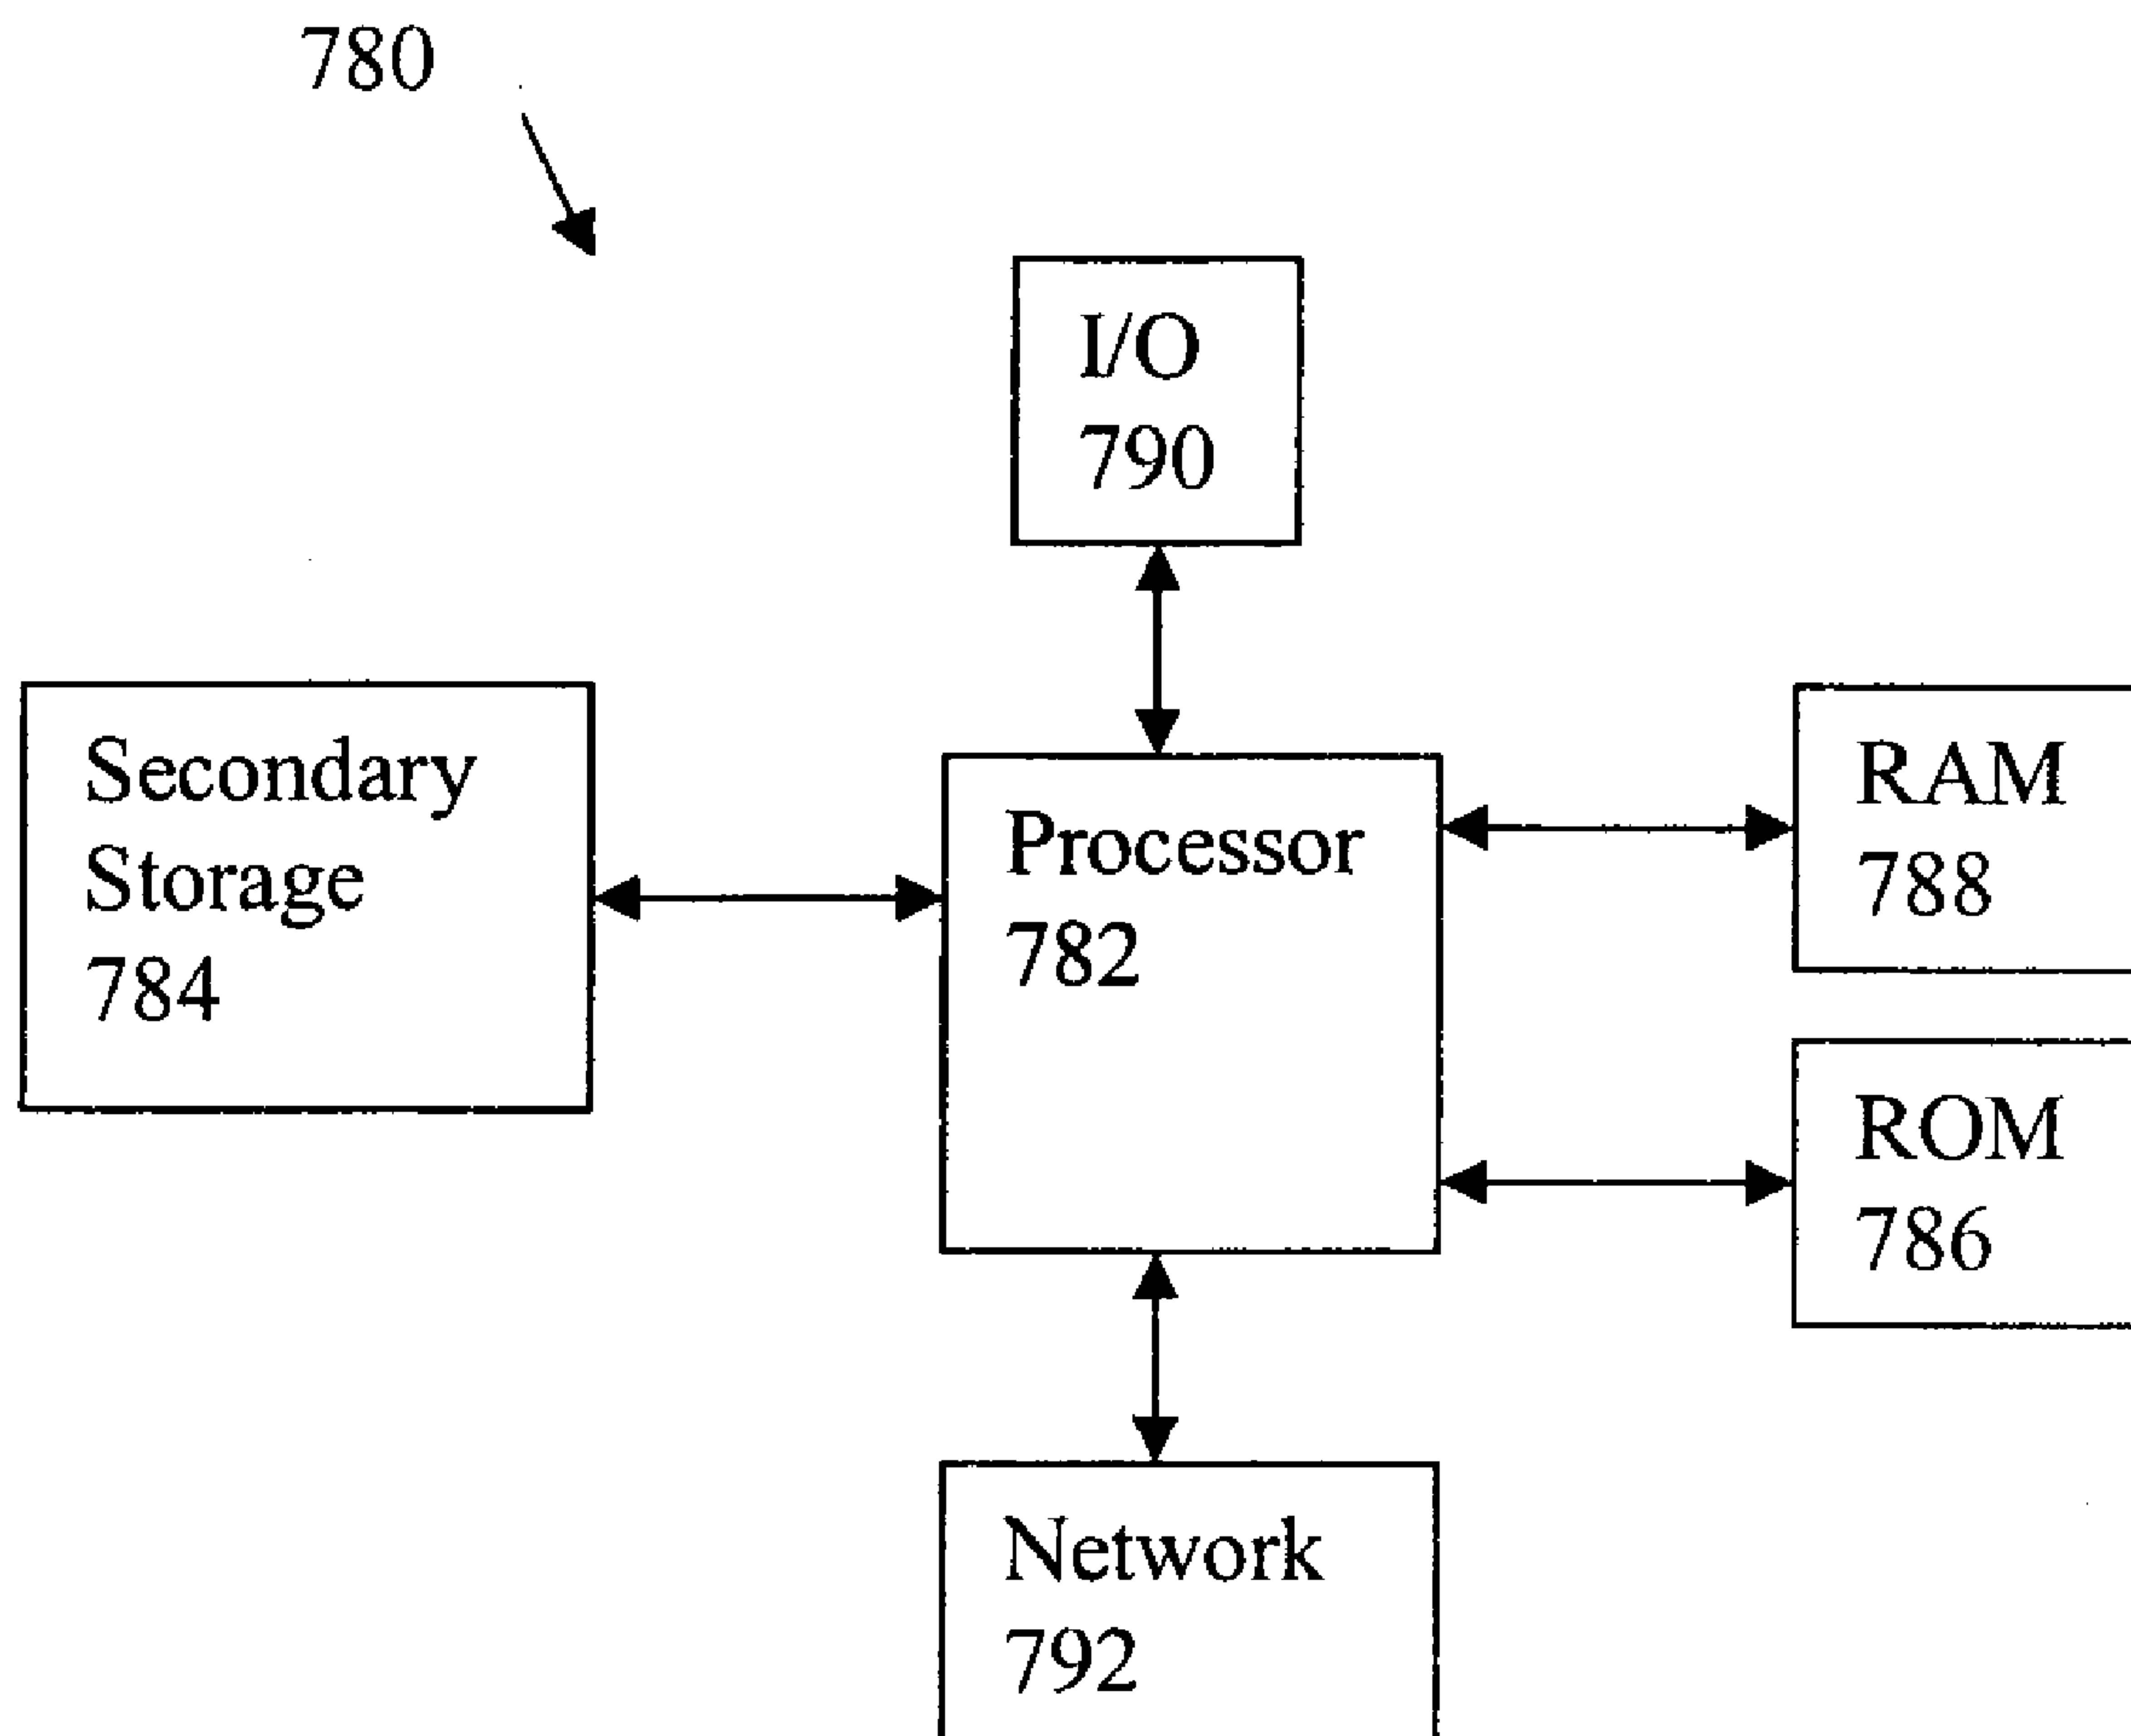 780
I/O
790
Secondary
Storage
784
Processor
782
RAM
788
ROM
786
Network
792